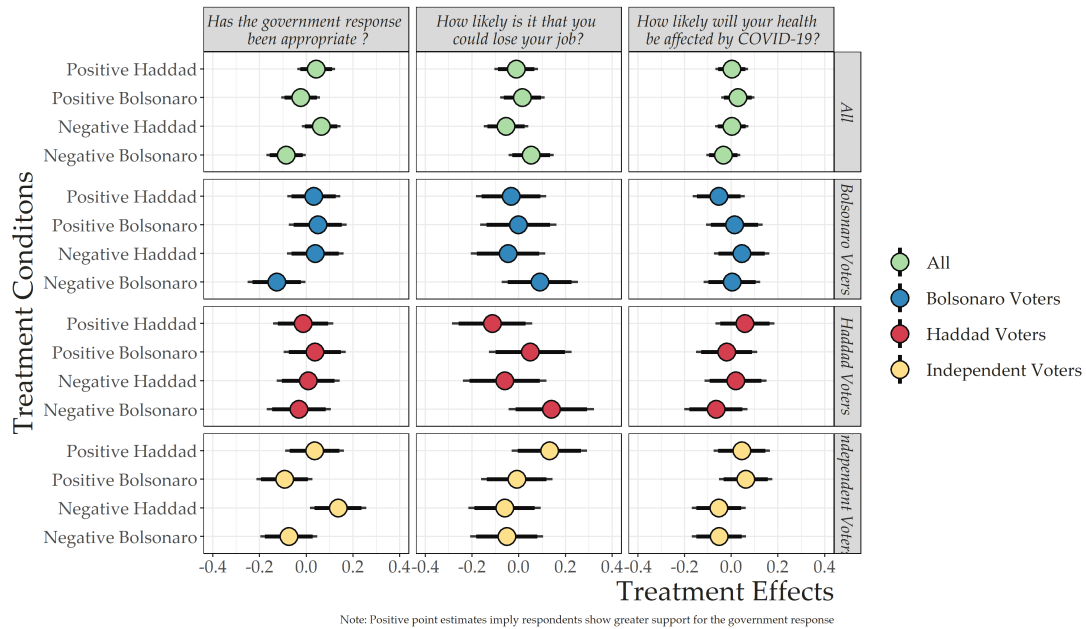 Has the government response
been appropriate ?
How likely is it that you
could lose your job?
How likely will your health
be affected by COVID-19?
Treatment Conditons
Positive Haddad
Positive Bolsonaro
Negative Haddad
Negative Bolsonaro
All
Positive Haddad
Positive Bolsonaro
Negative Haddad
Negative Bolsonaro
Bolsonaro Voters
Positive Haddad
Positive Bolsonaro
Negative Haddad
Negative Bolsonaro
Haddad Voters
Positive Haddad
Positive Bolsonaro
Negative Haddad
Negative Bolsonaro
ndependent Voters
-0.4 -0.2 0.0 0.2 0.4 -0.4 -0.2 0.0 0.2 0.4 -0.4 -0.2 0.0 0.2 0.4
Treatment Effects
Note: Positive point estimates imply respondents show greater support for the government response
All
Bolsonaro Voters
Haddad Voters
Independent Voters